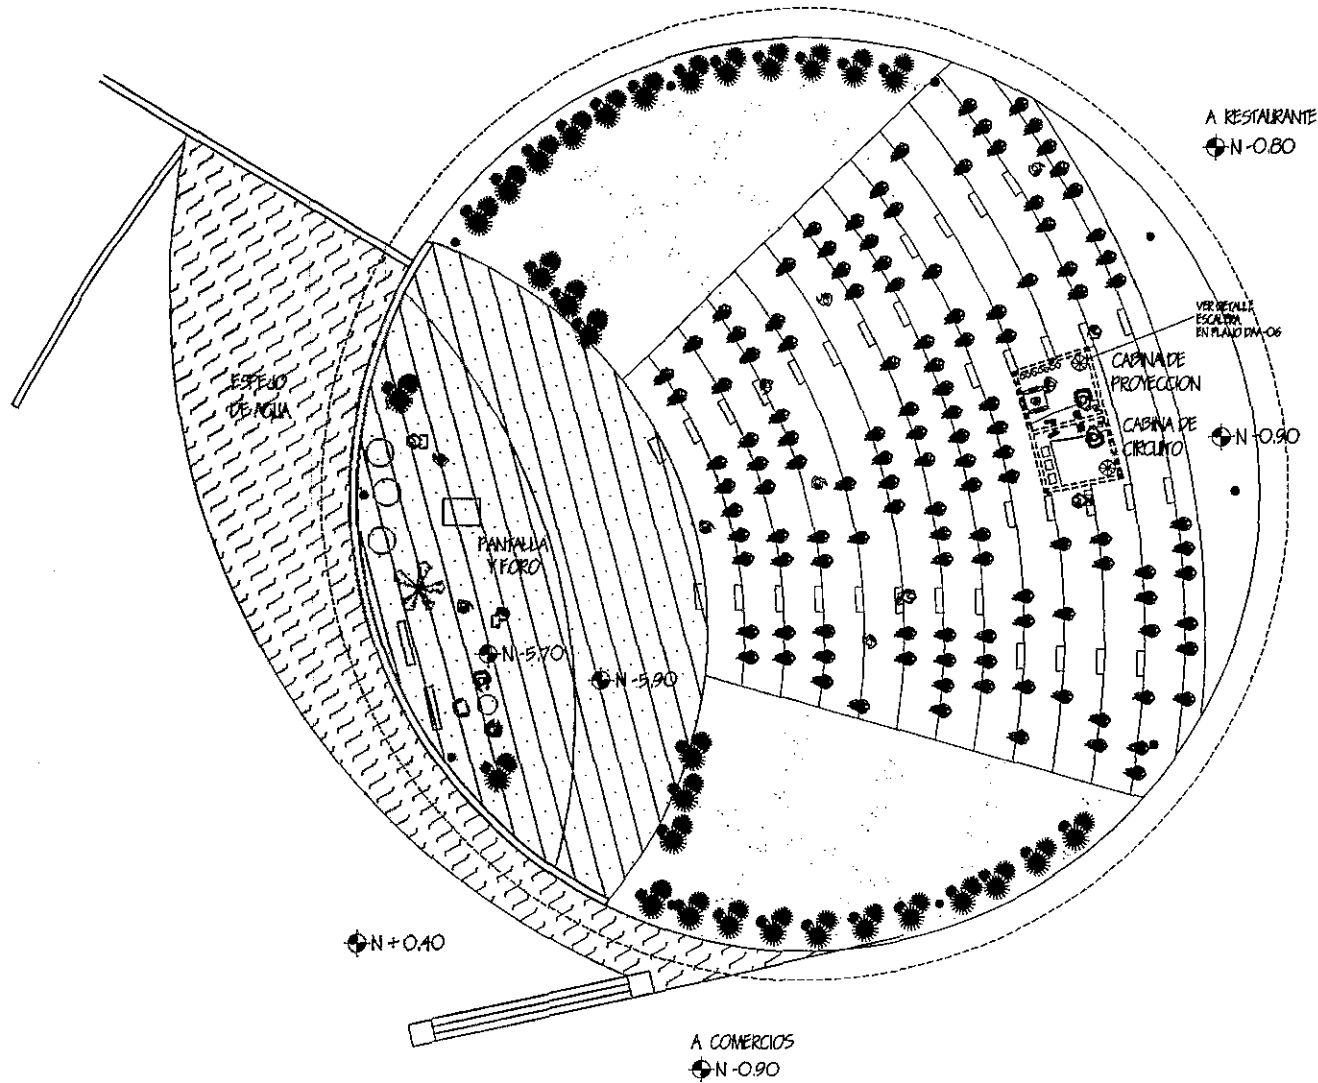 A RESTAURANTE
N -0.80
VER DETALLE
ESCALERA
EN PLANO DAA-06
CABINA DE
PROYECCION
CABINA DE
CIRCUITO
N -0.90
ESPEJO
DE AGUA
PANTALLA
Y FORO
N -5.70
N -5.90
N + 0.40
A COMERCIOS
N -0.90